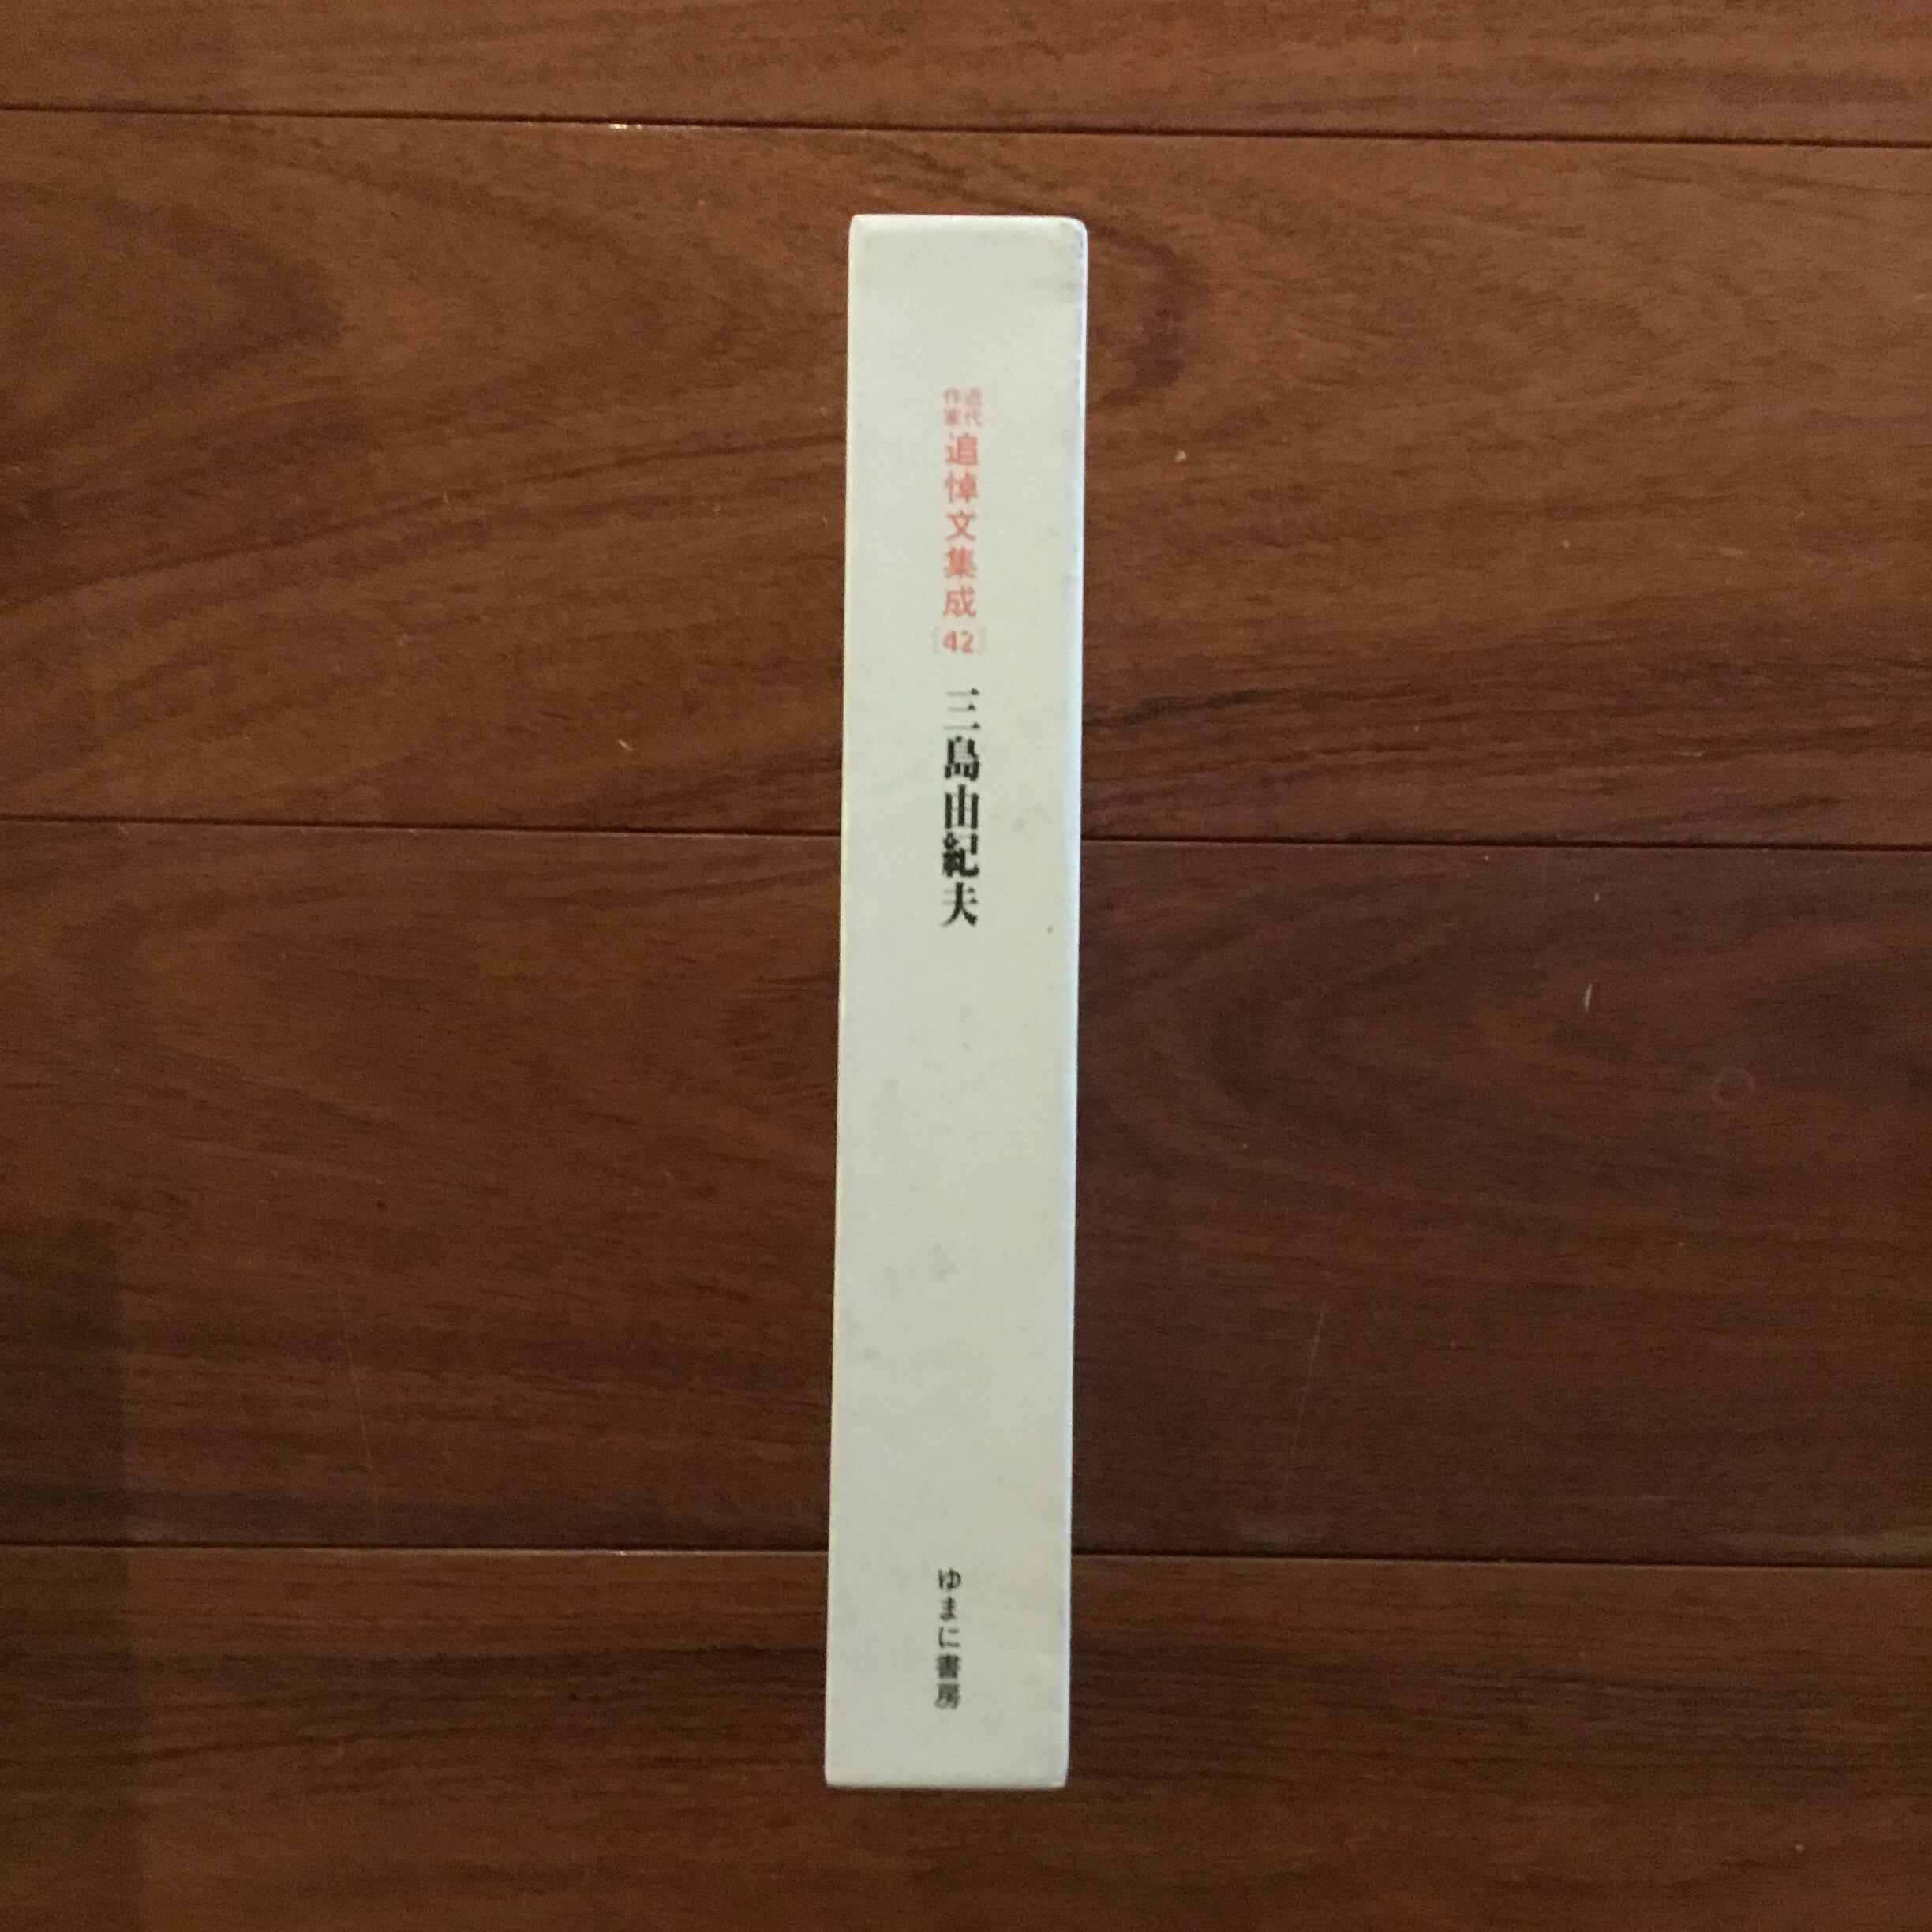 近代
作家
追悼文集成
[42]
三島由紀夫
ゆまに書房